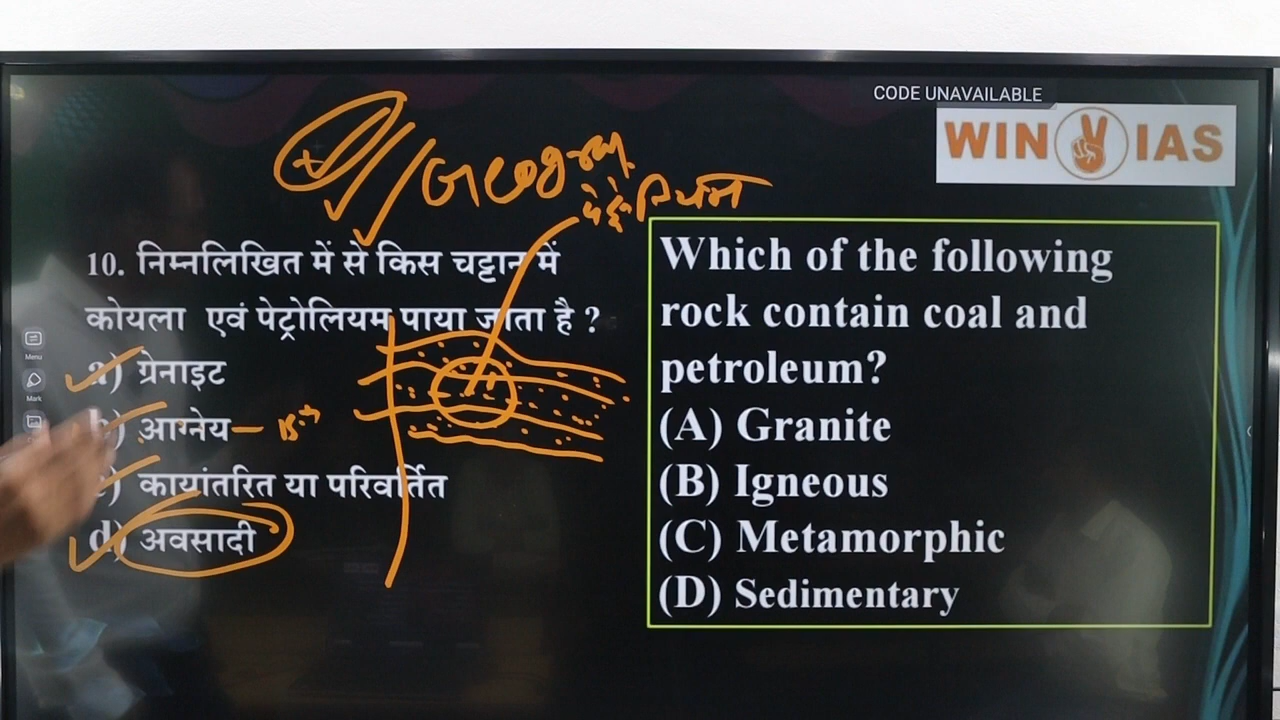 CODE UNAVAILABLE
WIN IAS
10. निम्नलिखित में से किस चट्टान में
कोयला एवं पेट्रोलियम पाया जाता है ?
a) ग्रेनाइट
b) आग्नेय
c) कायांतरित या परिवर्तित
d) अवसादी
Which of the following
rock contain coal and
petroleum?
(A) Granite
(B) Igneous
(C) Metamorphic
(D) Sedimentary
Menu
Mark